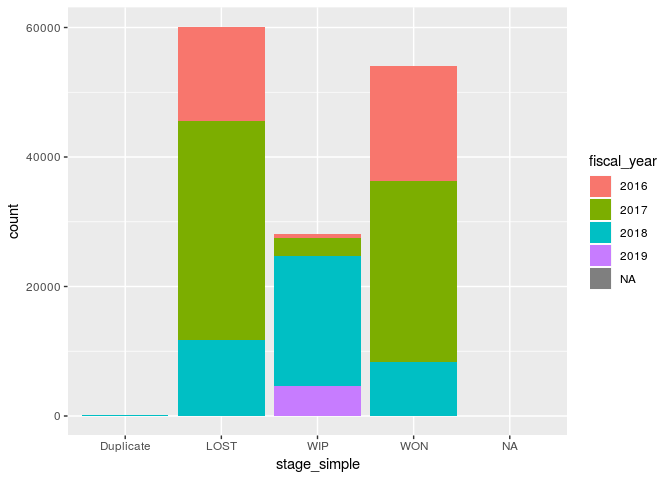 60000
40000
20000
0
count
Duplicate LOST WIP WON NA
stage_simple
fiscal_year
2016
2017
2018
2019
NA